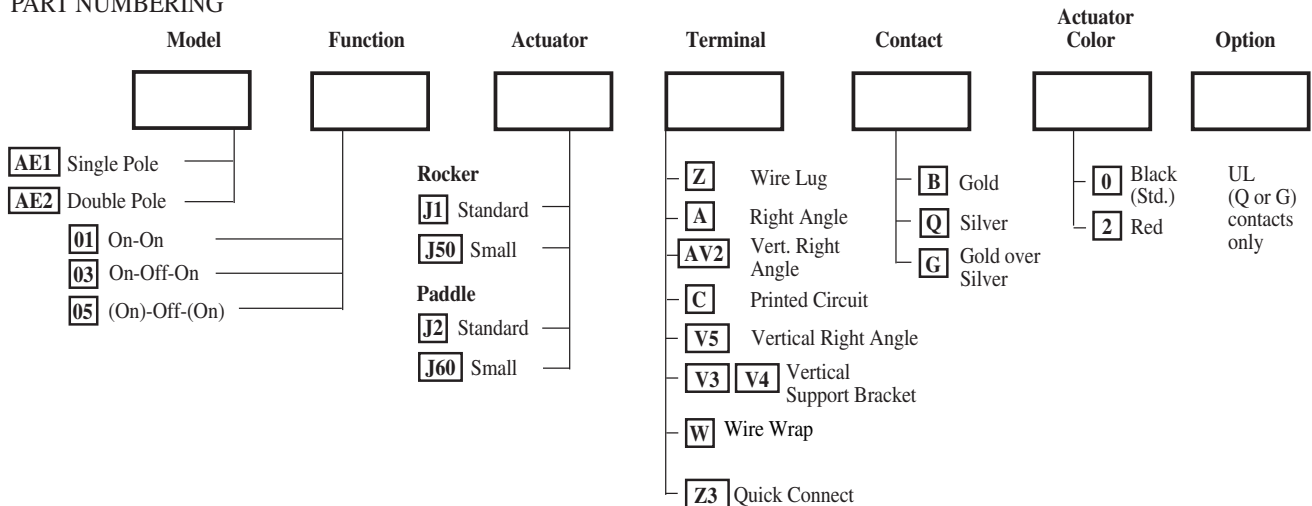 PART NUMBERING
Model
Function
Actuator
Terminal
Contact
Actuator
Color
Option
AE1 Single Pole
AE2 Double Pole
01 On-On
03 On-Off-On
05 (On)-Off-(On)
Rocker
J1 Standard
J50 Small
Paddle
J2 Standard
J60 Small
Z Wire Lug
A Right Angle
AV2 Vert. Right
Angle
C Printed Circuit
V5 Vertical Right Angle
V3 V4 Vertical
Support Bracket
W Wire Wrap
Z3 Quick Connect
B Gold
Q Silver
G Gold over
Silver
0 Black
(Std.)
2 Red
UL
(Q or G)
contacts
only